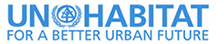 UN HABITAT
FOR A BETTER URBAN FUTURE